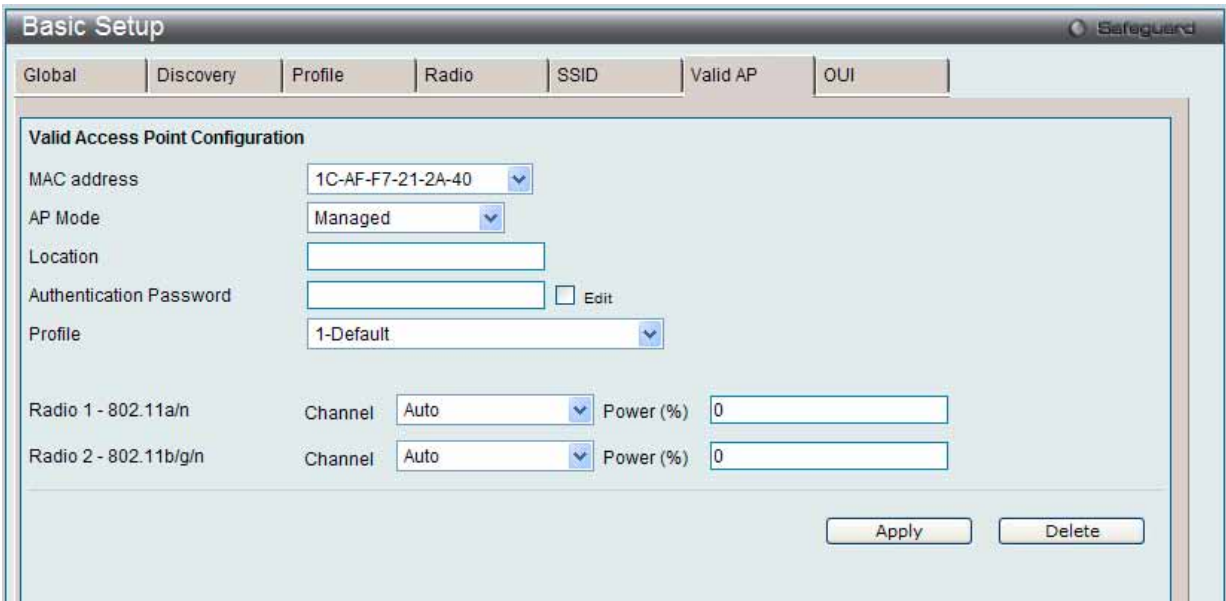 Basic Setup
Safeguard
Global Discovery Profile Radio SSID Valid AP OUI
Valid Access Point Configuration
MAC address 1C-AF-F7-21-2A-40
AP Mode Managed
Location
Authentication Password Edit
Profile 1-Default
Radio 1 - 802.11a/n Channel Auto Power (%) 0
Radio 2 - 802.11b/g/n Channel Auto Power (%) 0
Apply Delete